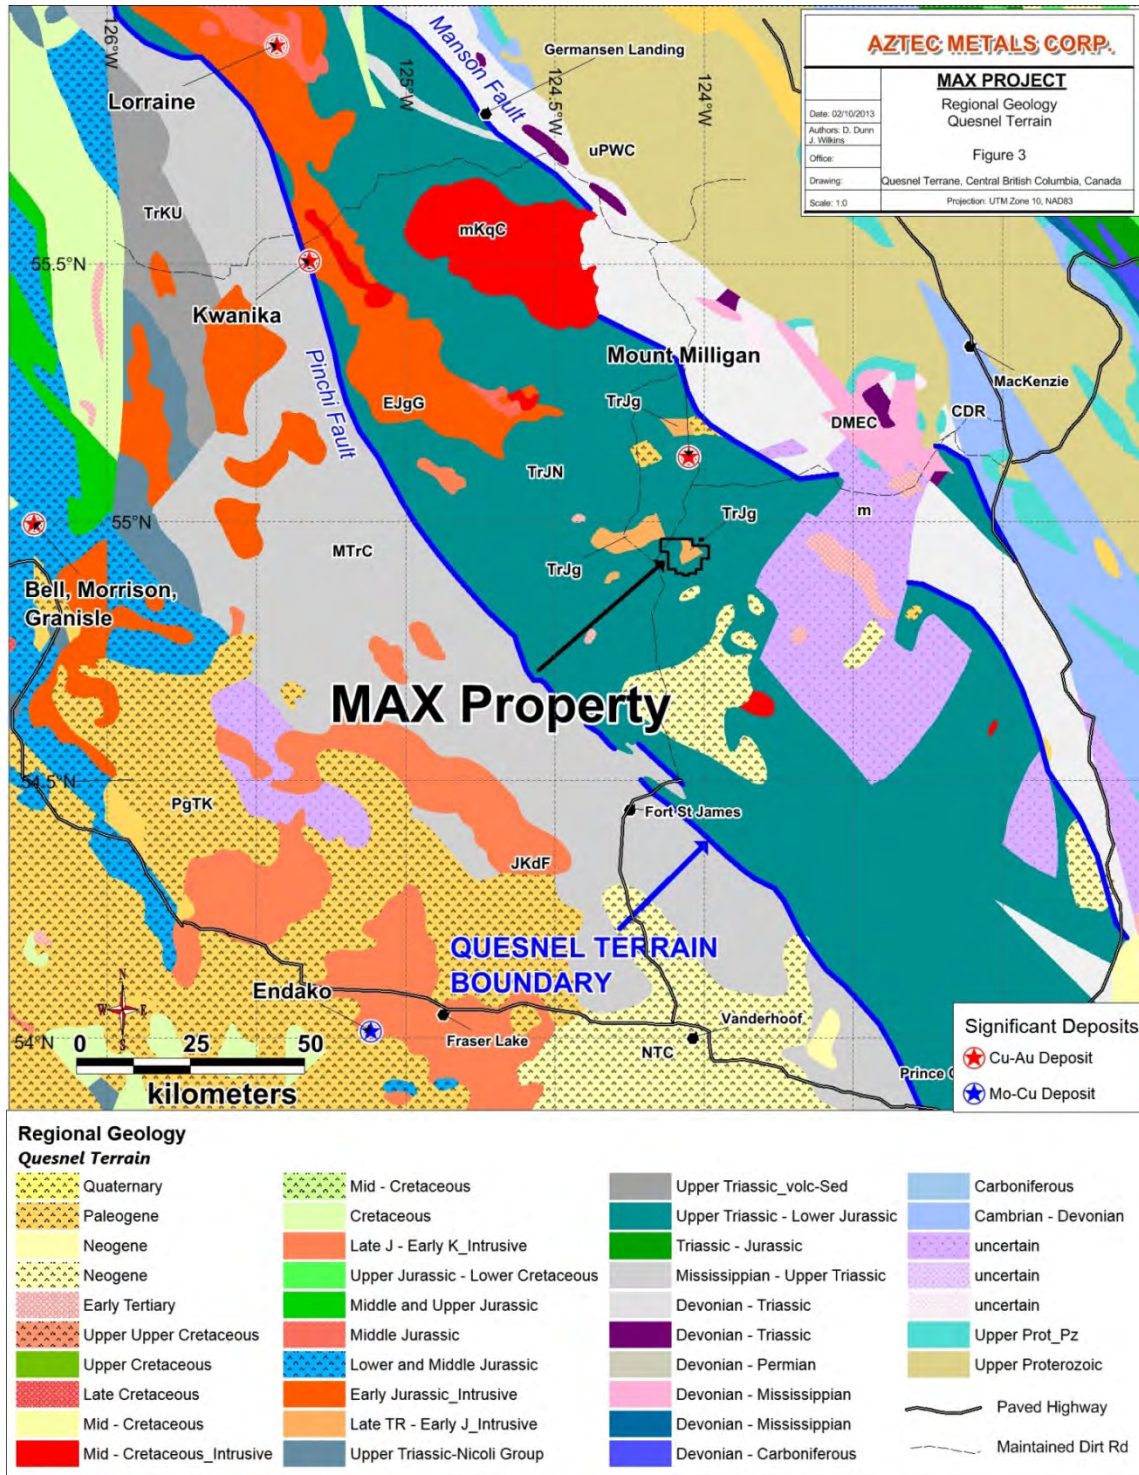 AZTEC METALS CORP.
MAX PROJECT
Regional Geology
Quesnel Terrain
Figure 3
Date: 02/10/2013
Authors: D. Dunn
J. Wilkins
Office:
Drawing:
Quesnel Terrane, Central British Columbia, Canada
Scale: 1:0
Projection: UTM Zone 10, NAD83
126°W
125°W
124.5°W
124°W
Manson Fault
Germansen Landing
Lorraine
uPWC
TrKU
mKqC
55.5°N
Kwanika
Pinchi Fault
Mount Milligan
MacKenzie
EJgG
TrJg
DMEC
CDR
TrJN
TrJg
m
55°N
MTrC
TrJg
Bell, Morrison,
Granisle
MAX Property
54.5°N
PgTK
Fort St James
JKdF
QUESNEL TERRAIN
BOUNDARY
Endako
N
W E
S
Vanderhoof
Fraser Lake
NTC
54°N
0 25 50
kilometers
Prince
Significant Deposits
Cu-Au Deposit
Mo-Cu Deposit
Regional Geology
Quesnel Terrain
Quaternary
Paleogene
Neogene
Neogene
Early Tertiary
Upper Upper Cretaceous
Upper Cretaceous
Late Cretaceous
Mid - Cretaceous
Mid - Cretaceous_Intrusive
Mid - Cretaceous
Cretaceous
Late J - Early K_Intrusive
Upper Jurassic - Lower Cretaceous
Middle and Upper Jurassic
Middle Jurassic
Lower and Middle Jurassic
Early Jurassic_Intrusive
Late TR - Early J_Intrusive
Upper Triassic-Nicoli Group
Upper Triassic_volc-Sed
Upper Triassic - Lower Jurassic
Triassic - Jurassic
Mississippian - Upper Triassic
Devonian - Triassic
Devonian - Triassic
Devonian - Permian
Devonian - Mississippian
Devonian - Mississippian
Devonian - Carboniferous
Carboniferous
Cambrian - Devonian
uncertain
uncertain
uncertain
Upper Prot_Pz
Upper Proterozoic
Paved Highway
Maintained Dirt Rd